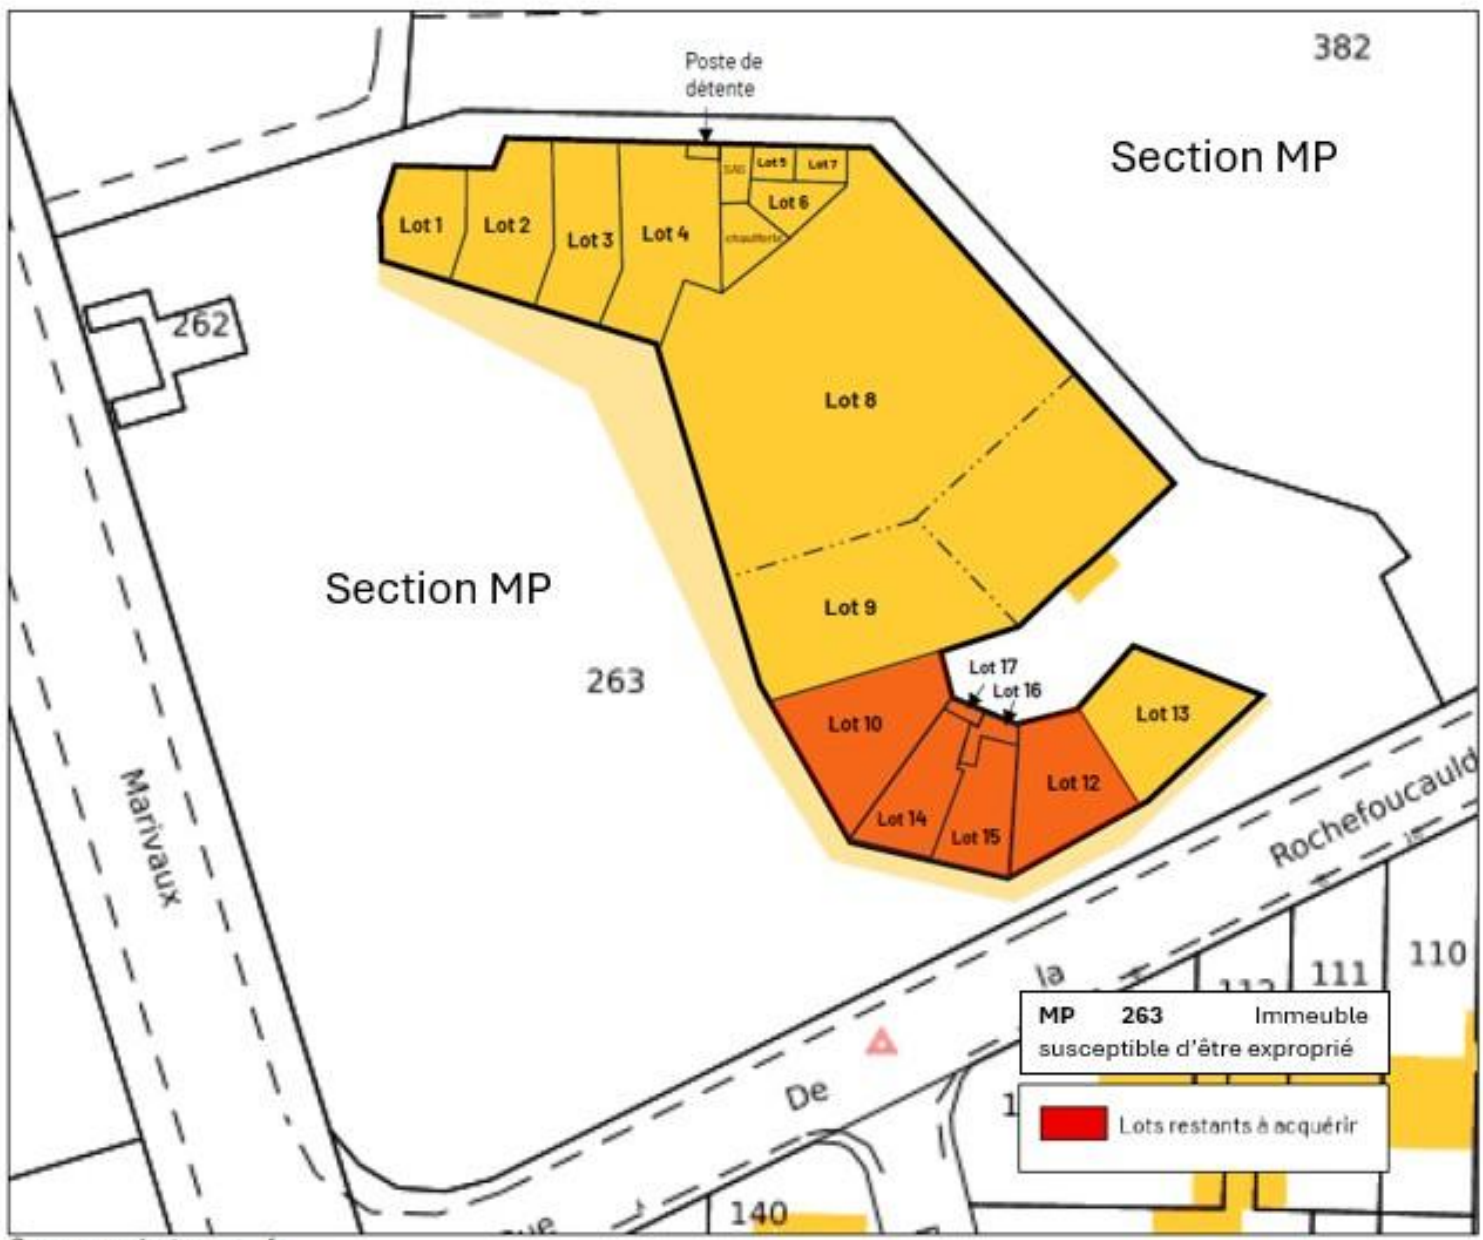 382
Poste de
détente
Section MP
SAS
Lot 5
Lot 7
Lot 6
Lot 1
Lot 2
Lot 3
Lot 4
chaufferie
262
Lot 8
Section MP
Lot 9
263
Lot 17
Lot 16
Lot 10
Lot 13
Lot 12
Lot 14
Lot 15
Marivaux
Rochefoucauld
la
De
112
111
110
MP 263 Immeuble
susceptible d'être exproprié
Lots restants à acquérir
140